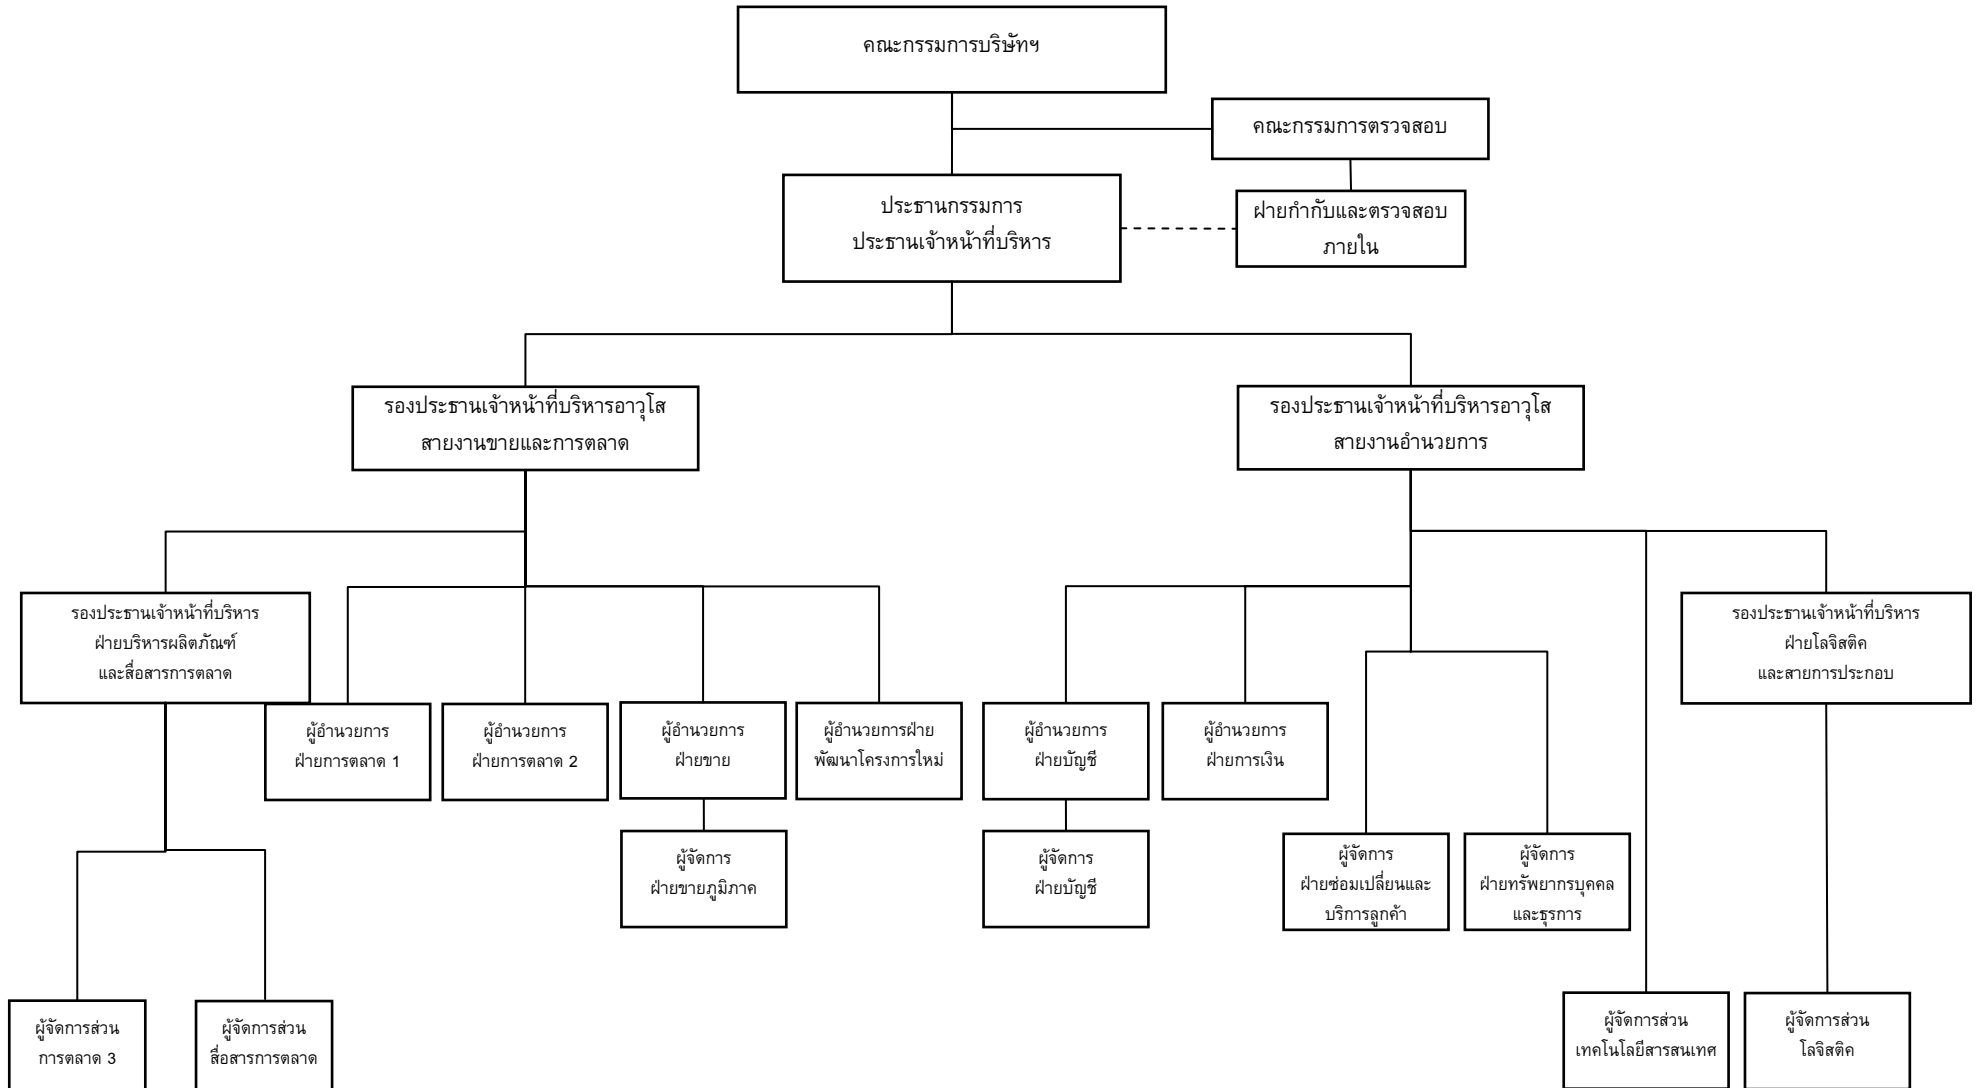 คณะกรรมการบริษัทฯ
คณะกรรมการตรวจสอบ
ประธานกรรมการ
ประธานเจ้าหน้าที่บริหาร
ฝ่ายกำกับและตรวจสอบ
ภายใน
รองประธานเจ้าหน้าที่บริหารอาวุโส
สายงานขายและการตลาด
รองประธานเจ้าหน้าที่บริหารอาวุโส
สายงานอำนวยการ
รองประธานเจ้าหน้าที่บริหาร
ฝ่ายบริหารผลิตภัณฑ์
และสื่อสารการตลาด
รองประธานเจ้าหน้าที่บริหาร
ฝ่ายโลจิสติค
และสายการประกอบ
ผู้อำนวยการ
ฝ่ายการตลาด 1
ผู้อำนวยการ
ฝ่ายการตลาด 2
ผู้อำนวยการ
ฝ่ายขาย
ผู้อำนวยการฝ่าย
พัฒนาโครงการใหม่
ผู้อำนวยการ
ฝ่ายบัญชี
ผู้อำนวยการ
ฝ่ายการเงิน
ผู้จัดการ
ฝ่ายขายภูมิภาค
ผู้จัดการ
ฝ่ายบัญชี
ผู้จัดการ
ฝ่ายซ่อมเปลี่ยนและ
บริการลูกค้า
ผู้จัดการ
ฝ่ายทรัพยากรบุคคล
และธุรการ
ผู้จัดการส่วน
การตลาด 3
ผู้จัดการส่วน
สื่อสารการตลาด
ผู้จัดการส่วน
เทคโนโลยีสารสนเทศ
ผู้จัดการส่วน
โลจิสติค